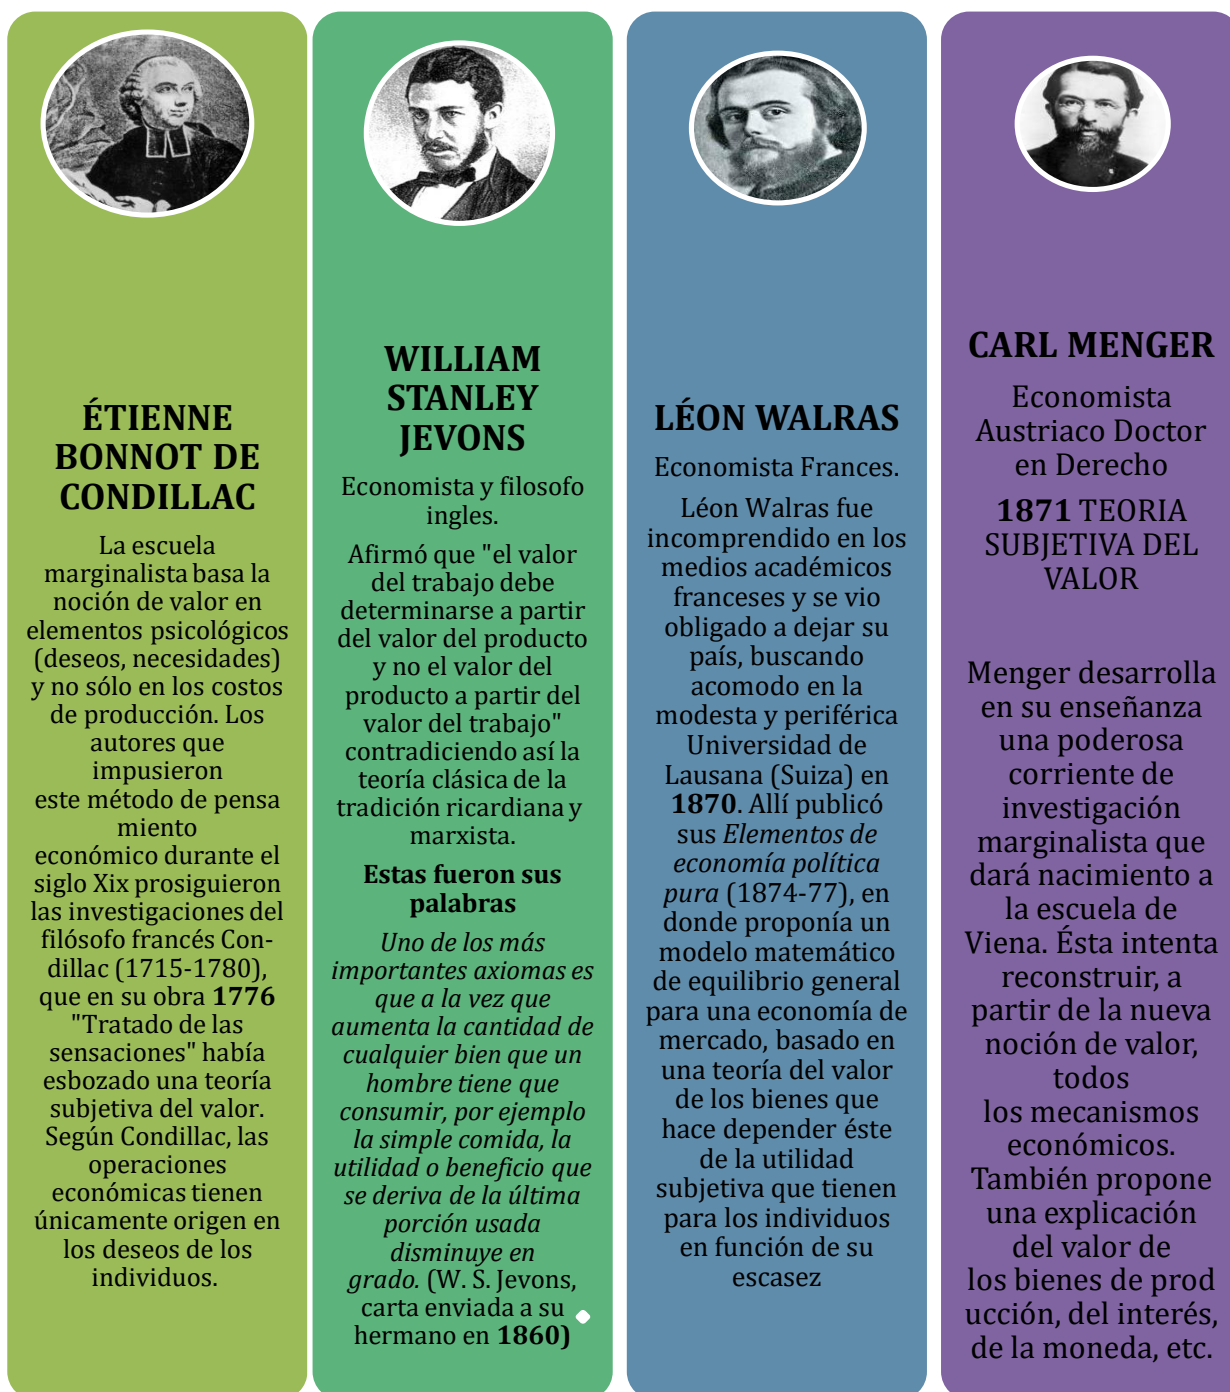 ÉTIENNE
BONNOT DE
CONDILLAC
La escuela
marginalista basa la
noción de valor en
elementos psicológicos
(deseos, necesidades)
y no sólo en los costos
de producción. Los
autores que
impusieron
este método de pensa
miento
económico durante el
siglo Xix prosiguieron
las investigaciones del
filósofo francés Con-
dillac (1715-1780),
que en su obra 1776
"Tratado de las
sensaciones" había
esbozado una teoría
subjetiva del valor.
Según Condillac, las
operaciones
económicas tienen
únicamente origen en
los deseos de los
individuos.
WILLIAM
STANLEY
JEVONS
Economista y filosofo
ingles.
Afirmó que "el valor
del trabajo debe
determinarse a partir
del valor del producto
y no el valor del
producto a partir del
valor del trabajo"
contradiciendo así la
teoría clásica de la
tradición ricardiana y
marxista.
Estas fueron sus
palabras
Uno de los más
importantes axiomas es
que a la vez que
aumenta la cantidad de
cualquier bien que un
hombre tiene que
consumir, por ejemplo
la simple comida, la
utilidad o beneficio que
se deriva de la última
porción usada
disminuye en
grado. (W. S. Jevons,
carta enviada a su
hermano en 1860)
LÉON WALRAS
Economista Frances.
Léon Walras fue
incomprendido en los
medios académicos
franceses y se vio
obligado a dejar su
país, buscando
acomodo en la
modesta y periférica
Universidad de
Lausana (Suiza) en
1870. Allí publicó
sus Elementos de
economía política
pura (1874-77), en
donde proponía un
modelo matemático
de equilibrio general
para una economía de
mercado, basado en
una teoría del valor
de los bienes que
hace depender éste
de la utilidad
subjetiva que tienen
para los individuos
en función de su
escasez
CARL MENGER
Economista
Austriaco Doctor
en Derecho
1871 TEORIA
SUBJETIVA DEL
VALOR
Menger desarrolla
en su enseñanza
una poderosa
corriente de
investigación
marginalista que
dará nacimiento a
la escuela de
Viena. Ésta intenta
reconstruir, a
partir de la nueva
noción de valor,
todos
los mecanismos
económicos.
También propone
una explicación
del valor de
los bienes de prod
ucción, del interés,
de la moneda, etc.